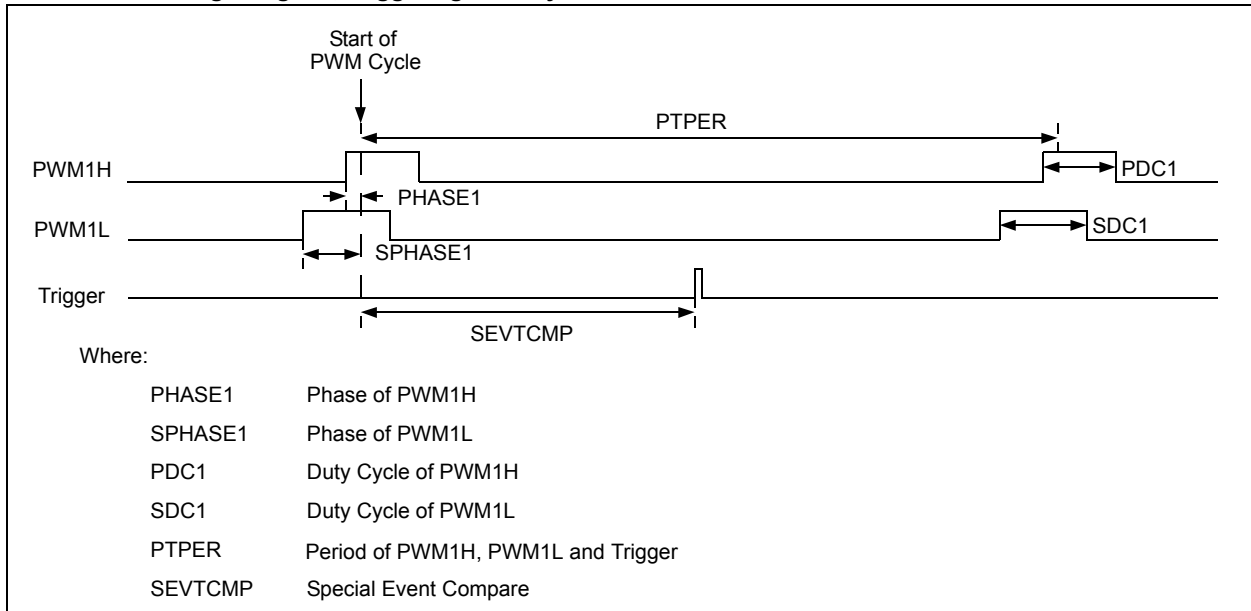 Start of
PWM Cycle
PTPER
PWM1H
PDC1
PHASE1
PWM1L
SDC1
SPHASE1
Trigger
SEVTCMP
Where:
PHASE1 Phase of PWM1H
SPHASE1 Phase of PWM1L
PDC1 Duty Cycle of PWM1H
SDC1 Duty Cycle of PWM1L
PTPER Period of PWM1H, PWM1L and Trigger
SEVTCMP Special Event Compare